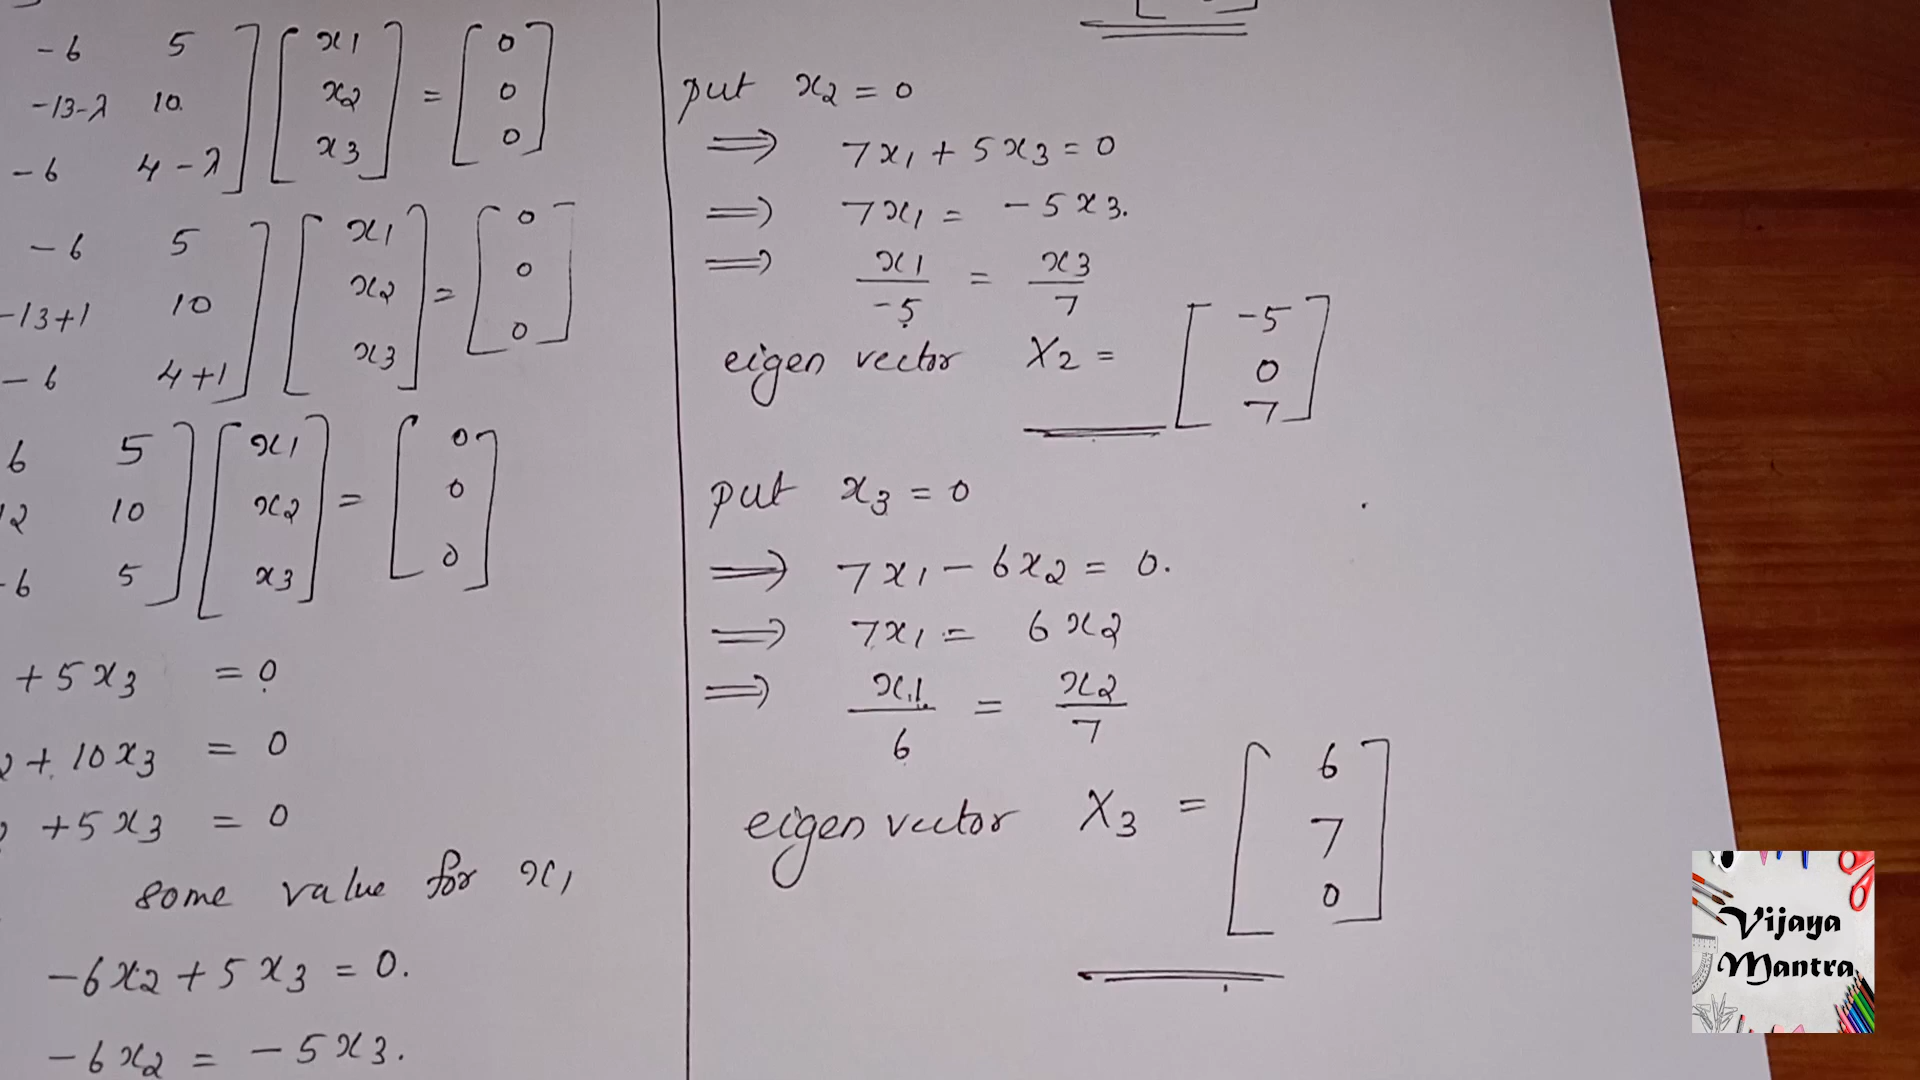 -6 5 ] [ x1 ] = [ 0 ]
-13-λ 10 x2 0
-6 4-λ x3 0
-6 5 ] [ x1 ] = [ 0 ]
-13+1 10 x2 0
-6 4+1 x3 0
6 5 ] [ x1 ] = [ 0 ]
12 10 x2 0
-6 5 x3 0
+5x3 = 0
2+10x3 = 0
+5x3 = 0
some value for x1
-6x2+5x3 = 0.
-6x2 = -5x3.
put x2 = 0
⟹ 7x1 + 5x3 = 0
⟹ 7x1 = -5x3.
⟹ x1/-5 = x3/7
eigen vector X2 = [ -5
0
7 ]
put x3 = 0
⟹ 7x1 - 6x2 = 0.
⟹ 7x1 = 6x2
⟹ x1/6 = x2/7
eigen vector X3 = [ 6
7
0 ]
Vijaya
Mantra